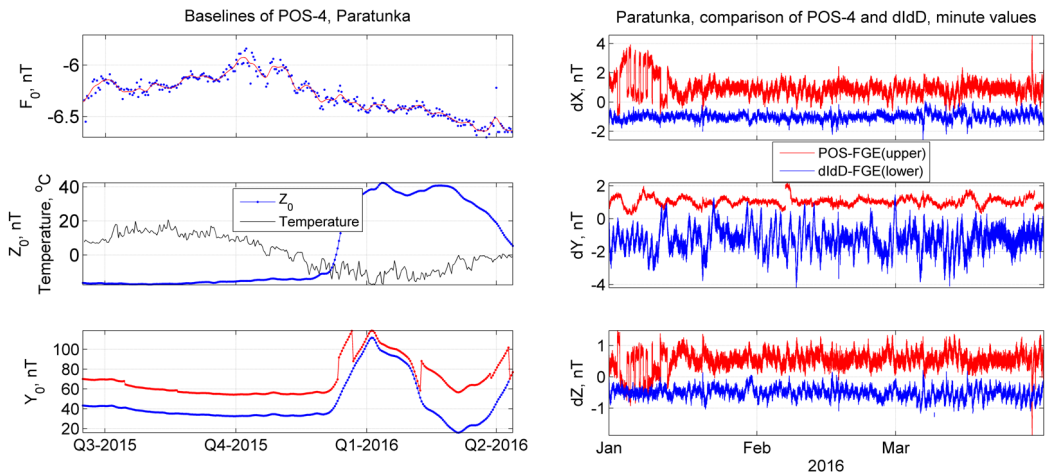 Baselines of POS-4, Paratunka
F0, nT
-6
-6.5
Z0, nT
Temperature, °C
40
20
0
Z0
Temperature
Y0, nT
100
80
60
40
20
Q3-2015
Q4-2015
Q1-2016
Q2-2016
Paratunka, comparison of POS-4 and dIdD, minute values
dX, nT
4
2
0
-2
POS-FGE(upper)
dIdD-FGE(lower)
dY, nT
2
0
-2
-4
dZ, nT
1
0
-1
Jan
Feb
Mar
2016